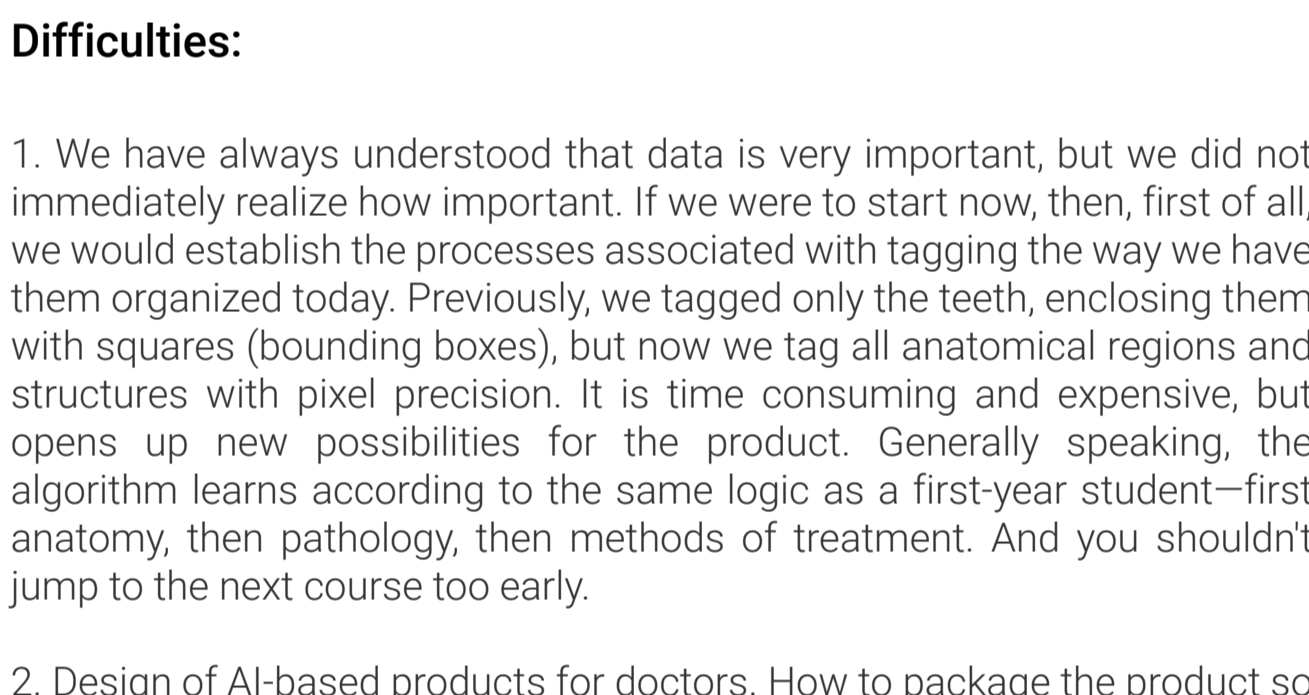 Difficulties:
1. We have always understood that data is very important, but we did not
immediately realize how important. If we were to start now, then, first of all,
we would establish the processes associated with tagging the way we have
them organized today. Previously, we tagged only the teeth, enclosing them
with squares (bounding boxes), but now we tag all anatomical regions and
structures with pixel precision. It is time consuming and expensive, but
opens up new possibilities for the product. Generally speaking, the
algorithm learns according to the same logic as a first-year student—first
anatomy, then pathology, then methods of treatment. And you shouldn't
jump to the next course too early.
2. Design of AI-based products for doctors. How to package the product so